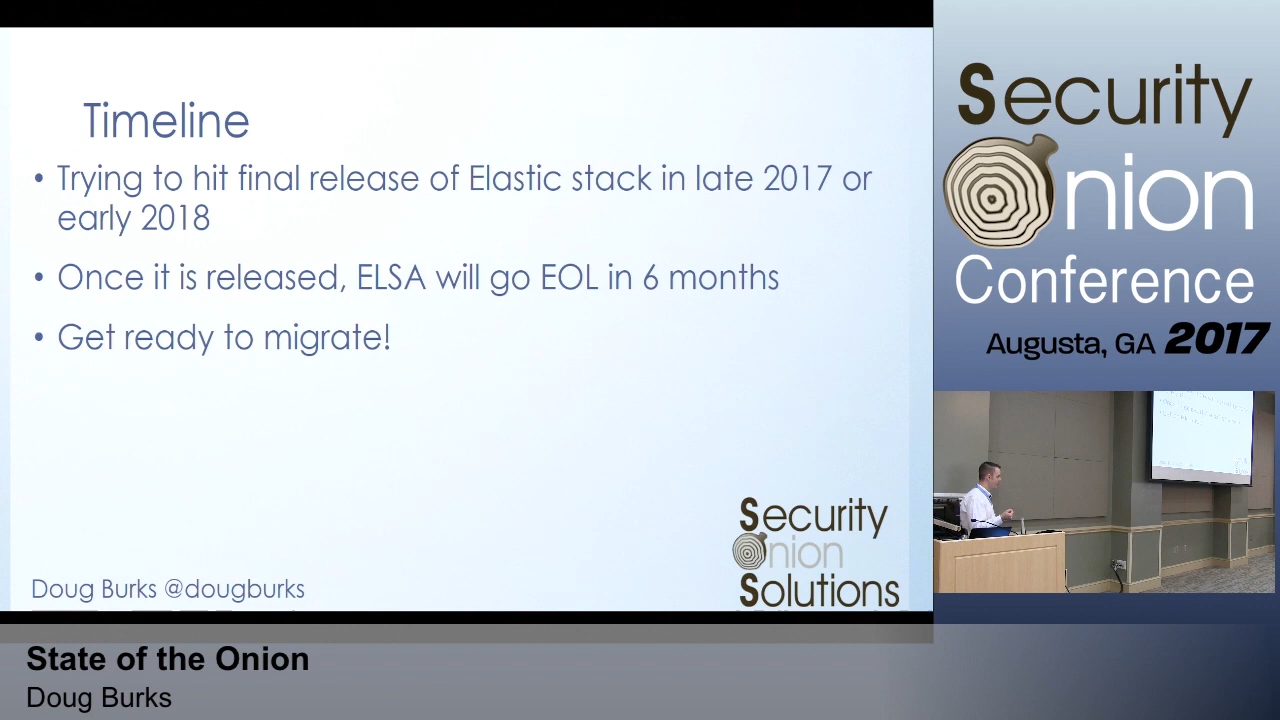 Timeline
• Trying to hit final release of Elastic stack in late 2017 or
early 2018
• Once it is released, ELSA will go EOL in 6 months
• Get ready to migrate!
Security
Onion
Solutions
Doug Burks @dougburks
Security
Onion
Conference
Augusta, GA 2017
State of the Onion
Doug Burks